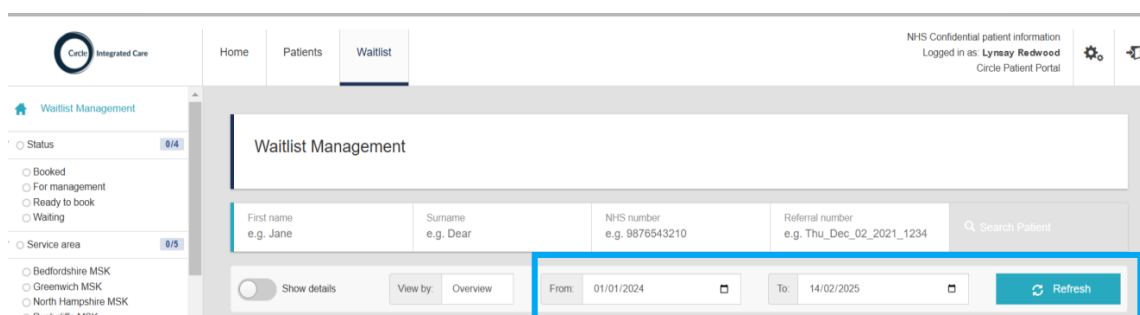 Circle Integrated Care
Home Patients Waitlist
NHS Confidential patient information
Logged in as: Lynsay Redwood
Circle Patient Portal
Waitlist Management
Status 0/4
Booked
For management
Ready to book
Waiting
Service area 0/5
Bedfordshire MSK
Greenwich MSK
North Hampshire MSK
Waitlist Management
First name
e.g. Jane
Surname
e.g. Dear
NHS number
e.g. 9876543210
Referral number
e.g. Thu_Dec_02_2021_1234
Search Patient
Show details View by: Overview From: 01/01/2024 To: 14/02/2025 Refresh